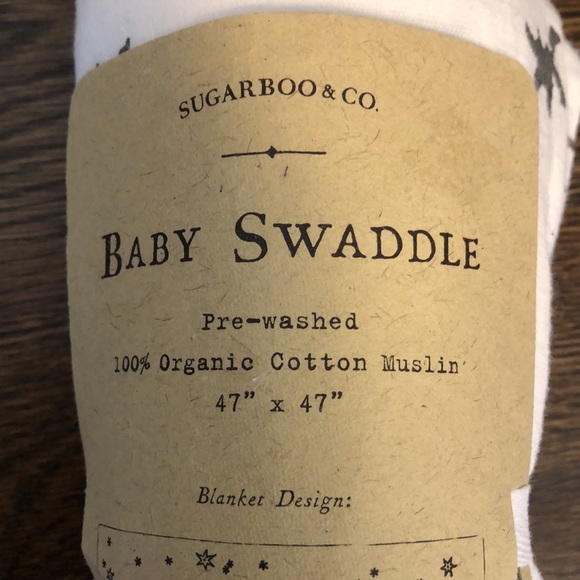 SUGARBOO & CO.
BABY SWADDLE
Pre-washed
100% Organic Cotton Muslin
47” x 47”
Blanket Design: